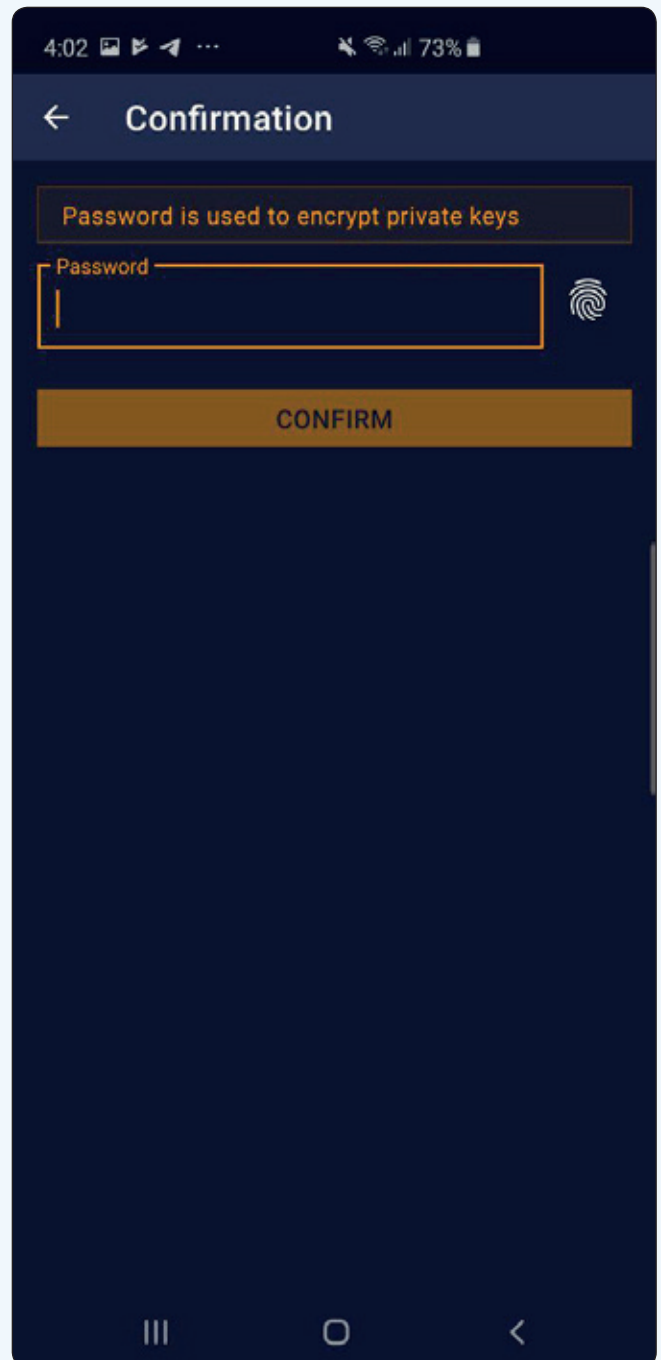 4:02 ... 73%
Confirmation
Password is used to encrypt private keys
Password
CONFIRM